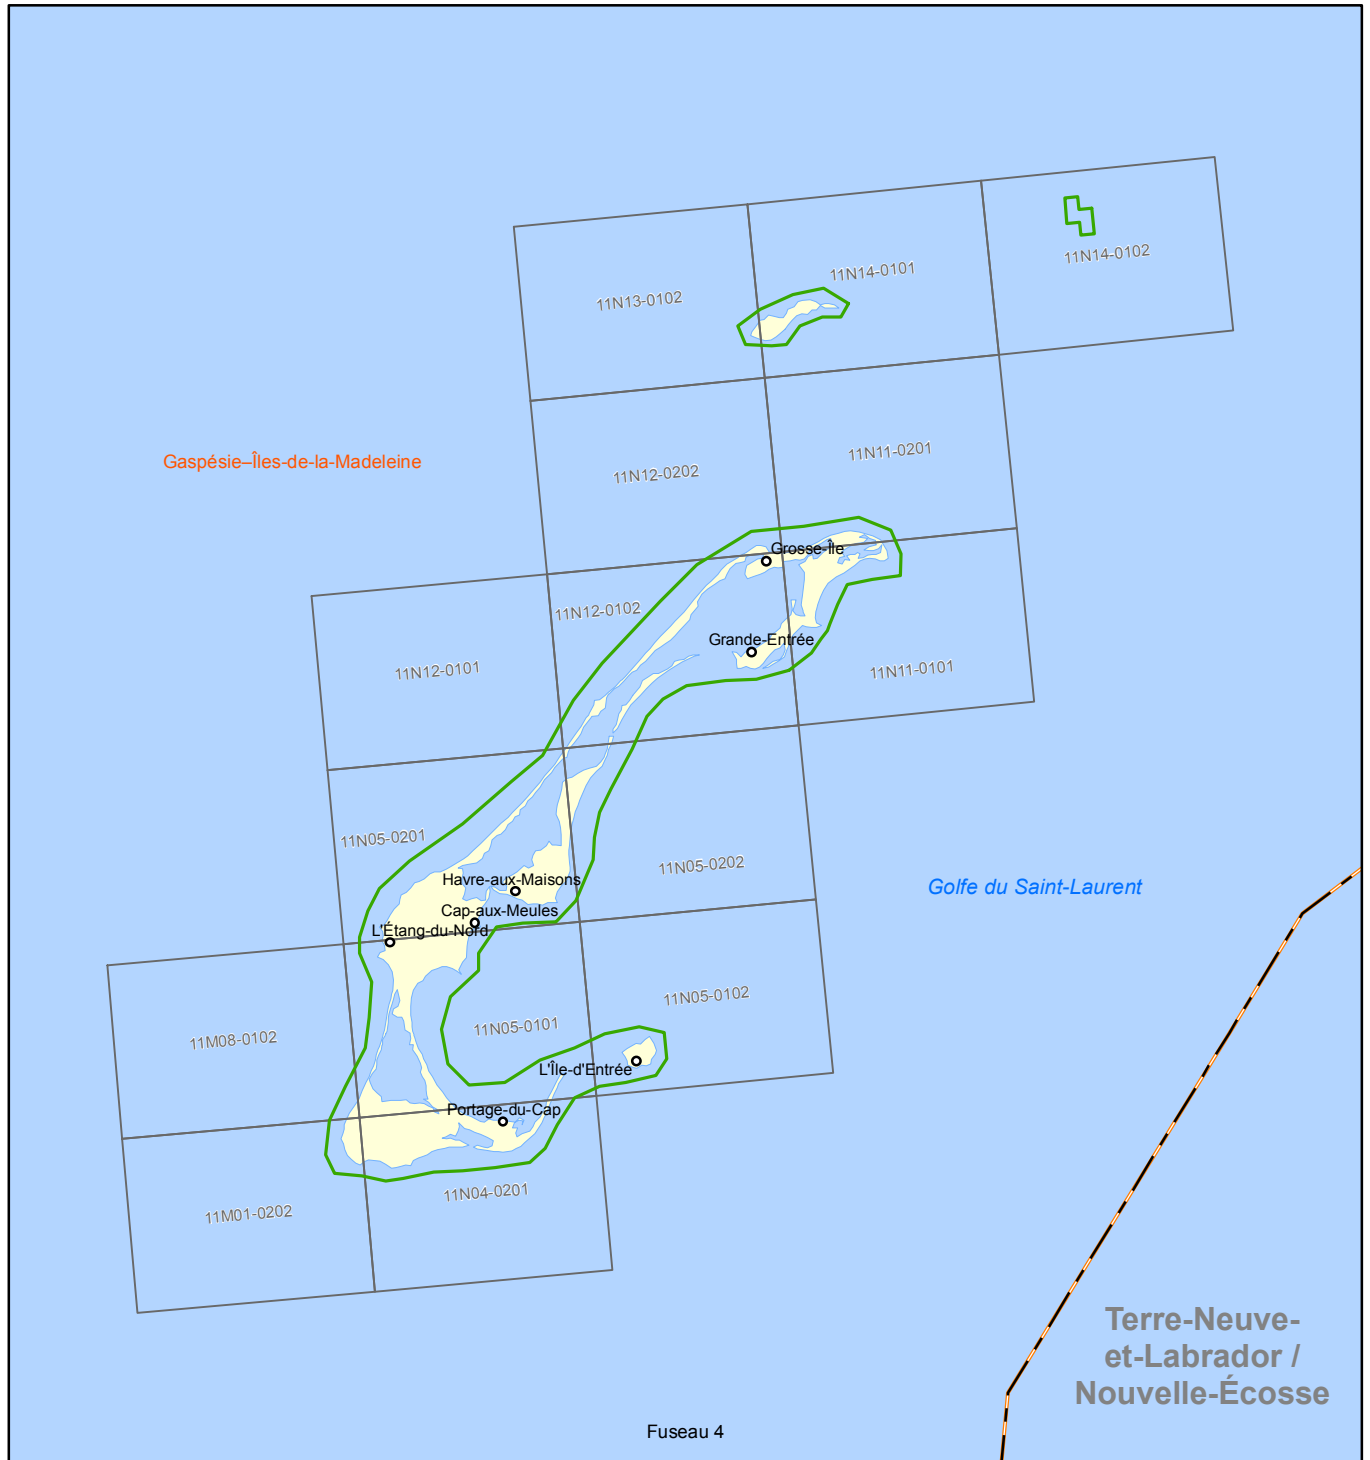 11N14-0102
11N14-0101
11N13-0102
11N11-0201
Gaspésie–Îles-de-la-Madeleine
11N12-0202
Grosse-Île
11N12-0102
Grande-Entrée
11N12-0101
11N11-0101
11N05-0201
11N05-0202
Havre-aux-Maisons
Golfe du Saint-Laurent
Cap-aux-Meules
L'Étang-du-Nord
11N05-0102
11N05-0101
11M08-0102
L'Île-d'Entrée
Portage-du-Cap
11N04-0201
11M01-0202
Terre-Neuve-
et-Labrador /
Nouvelle-Écosse
Fuseau 4